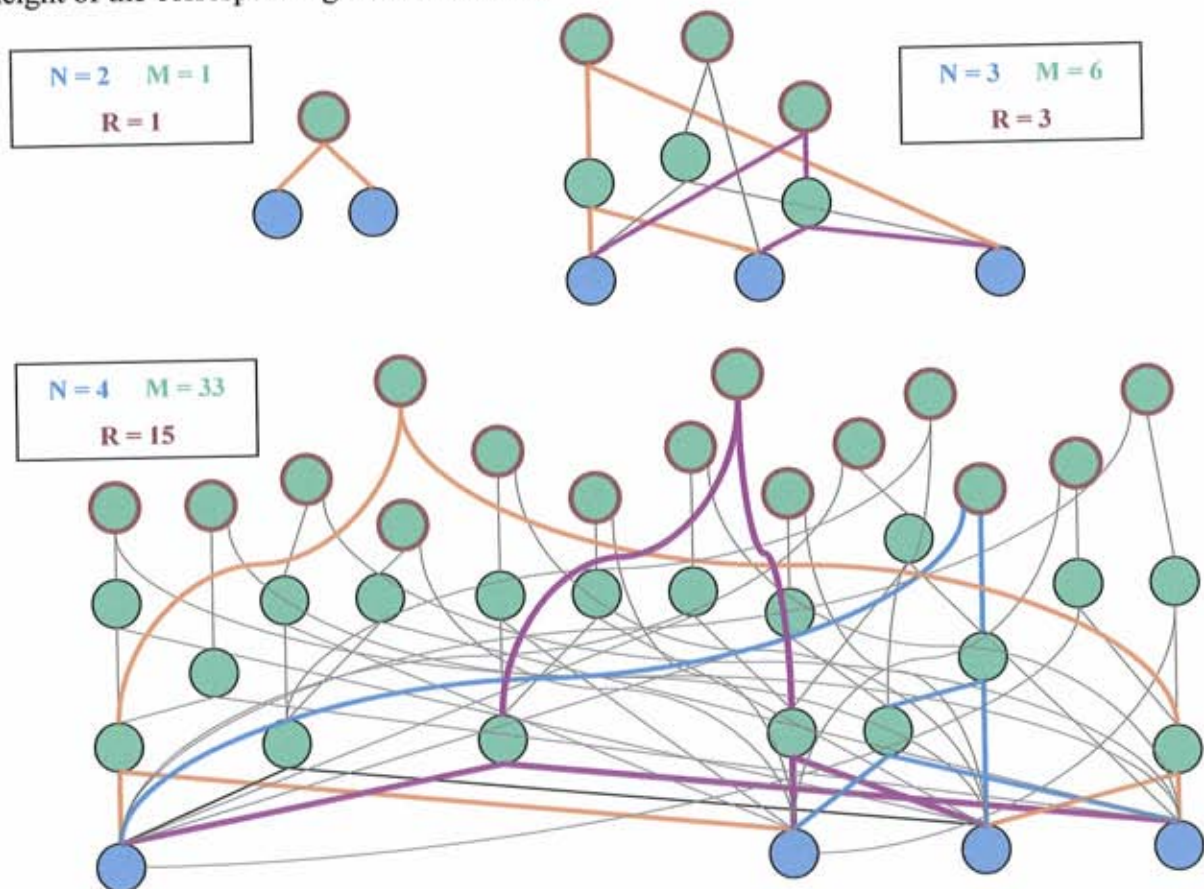 N = 2 M = 1
R = 1
N = 3 M = 6
R = 3
N = 4 M = 33
R = 15